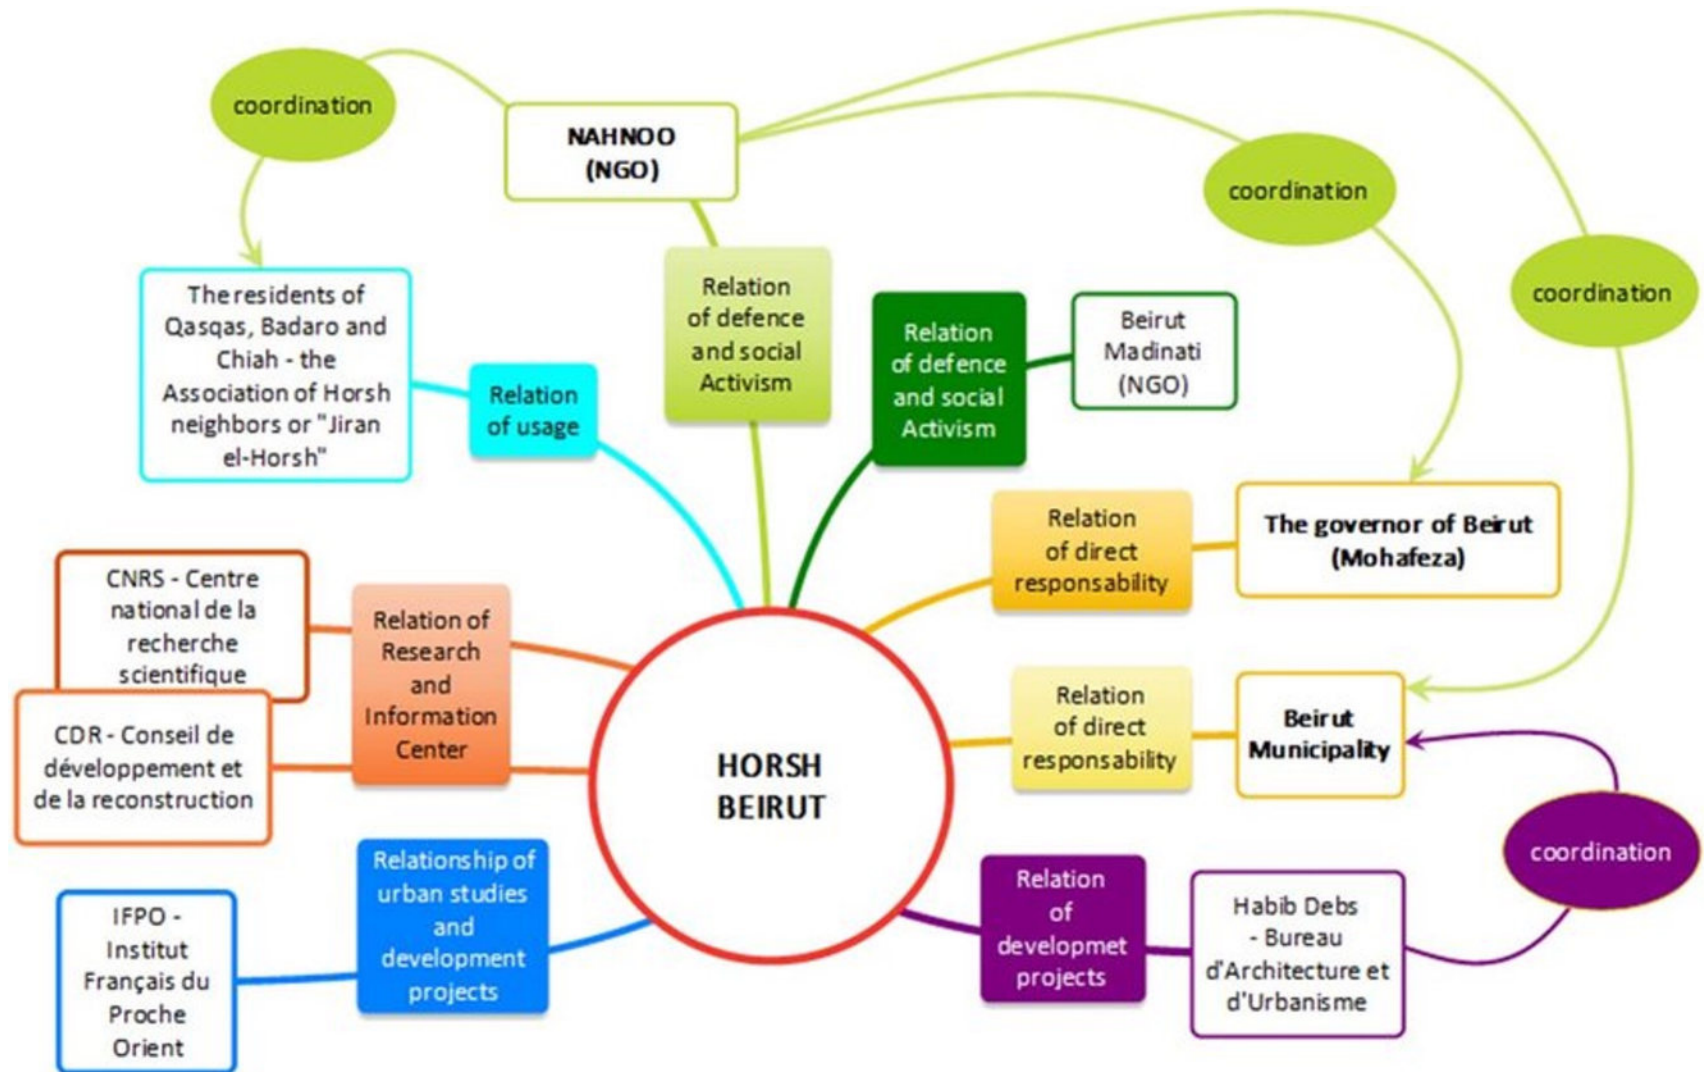 coordination
NAHNOO
(NGO)
coordination
coordination
The residents of
Qasqas, Badaro and
Chiah - the
Association of Horsh
neighbors or "Jiran
el-Horsh"
Relation
of usage
Relation
of defence
and social
Activism
Relation
of defence
and social
Activism
Beirut
Madinati
(NGO)
Relation
of direct
responsability
The governor of Beirut
(Mohafeza)
CNRS - Centre
national de la
recherche
scientifique
CDR - Conseil de
développement et
de la reconstruction
Relation of
Research
and
Information
Center
HORSH
BEIRUT
Relation
of direct
responsability
Beirut
Municipality
coordination
IFPO -
Institut
Français du
Proche
Orient
Relationship of
urban studies
and
development
projects
Relation
of
developmet
projects
Habib Debs
- Bureau
d'Architecture et
d'Urbanisme